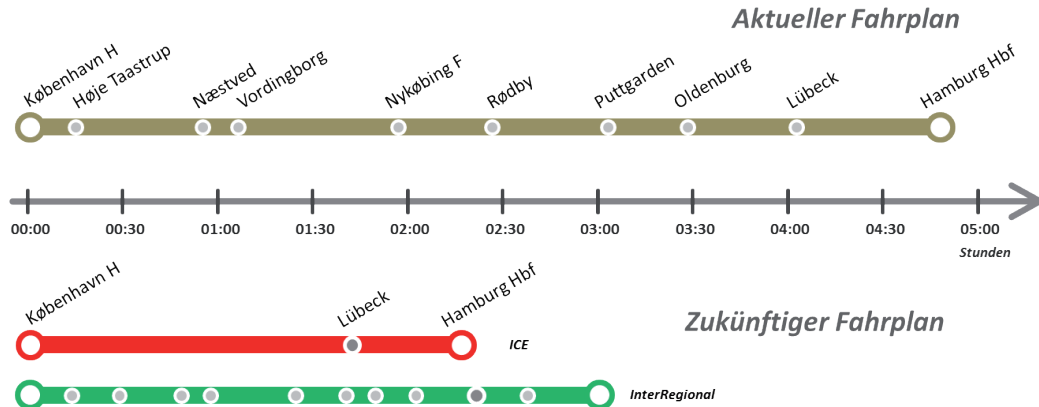 Aktueller Fahrplan
København H
Høje Taastrup
Næstved
Vordingborg
Nykøbing F
Rødby
Puttgarden
Oldenburg
Lübeck
Hamburg Hbf
00:00 00:30 01:00 01:30 02:00 02:30 03:00 03:30 04:00 04:30 05:00
Stunden
København H
Lübeck
Hamburg Hbf
Zukünftiger Fahrplan
ICE
InterRegional